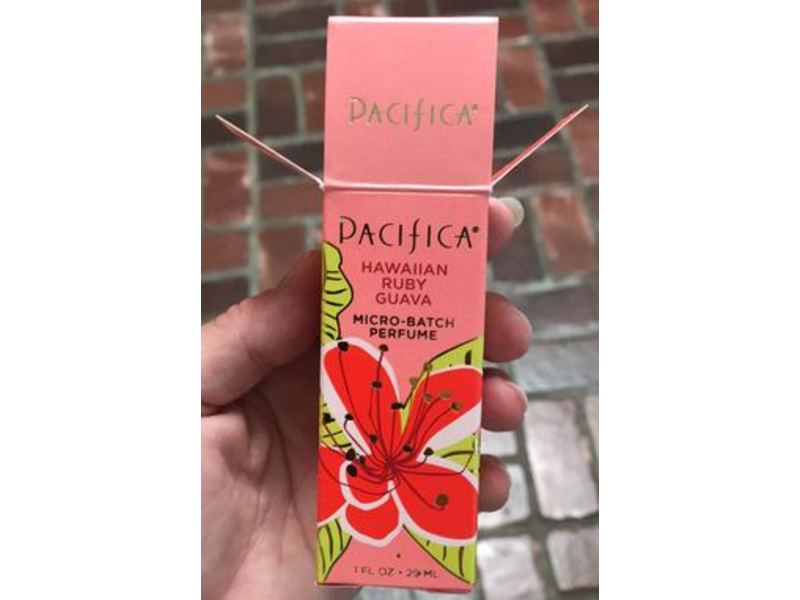 PACIFICA®
PACIFICA®
HAWAIIAN
RUBY
GUAVA
MICRO-BATCH
PERFUME
1 FL OZ • 29 ML